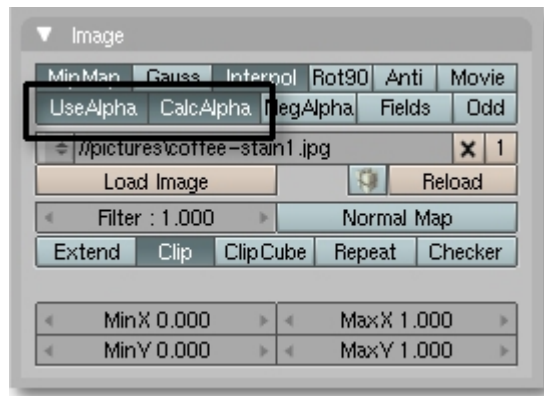 Image
MipMap Gauss Interpol Rot90 Anti Movie
UseAlpha CalcAlpha NegAlpha Fields Odd
//pictures\coffee-stain1.jpg 1
Load Image Reload
Filter : 1.000 Normal Map
Extend Clip ClipCube Repeat Checker
MinX 0.000 MaxX 1.000
MinY 0.000 MaxY 1.000